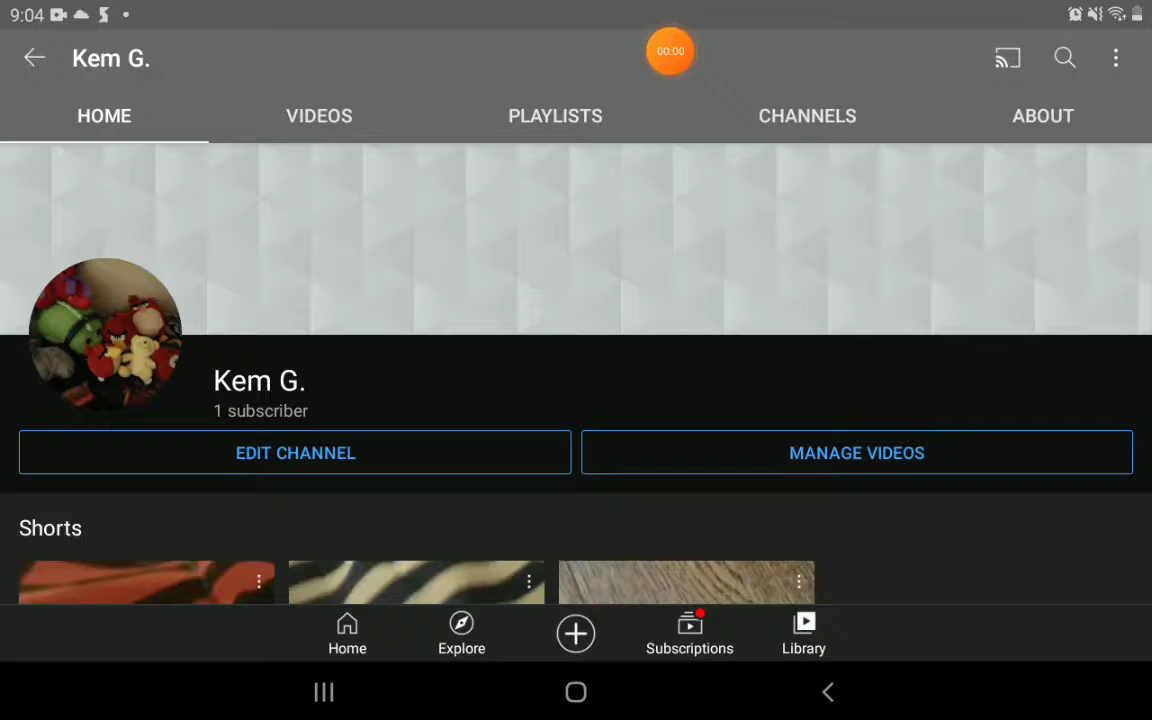 9:04
Kem G.
00:00
HOME VIDEOS PLAYLISTS CHANNELS ABOUT
Kem G.
1 subscriber
EDIT CHANNEL MANAGE VIDEOS
Shorts
Home Explore Subscriptions Library